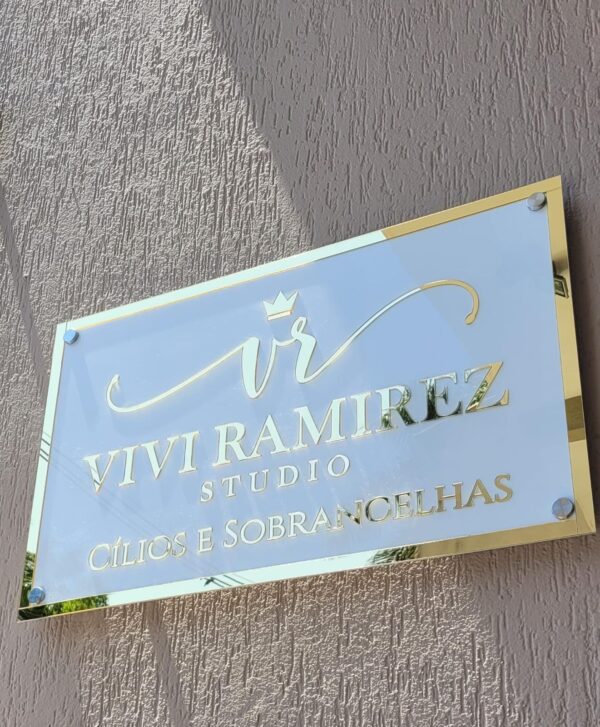 vr
VIVI RAMIREZ
STUDIO
CÍLIOS E SOBRANCELHAS